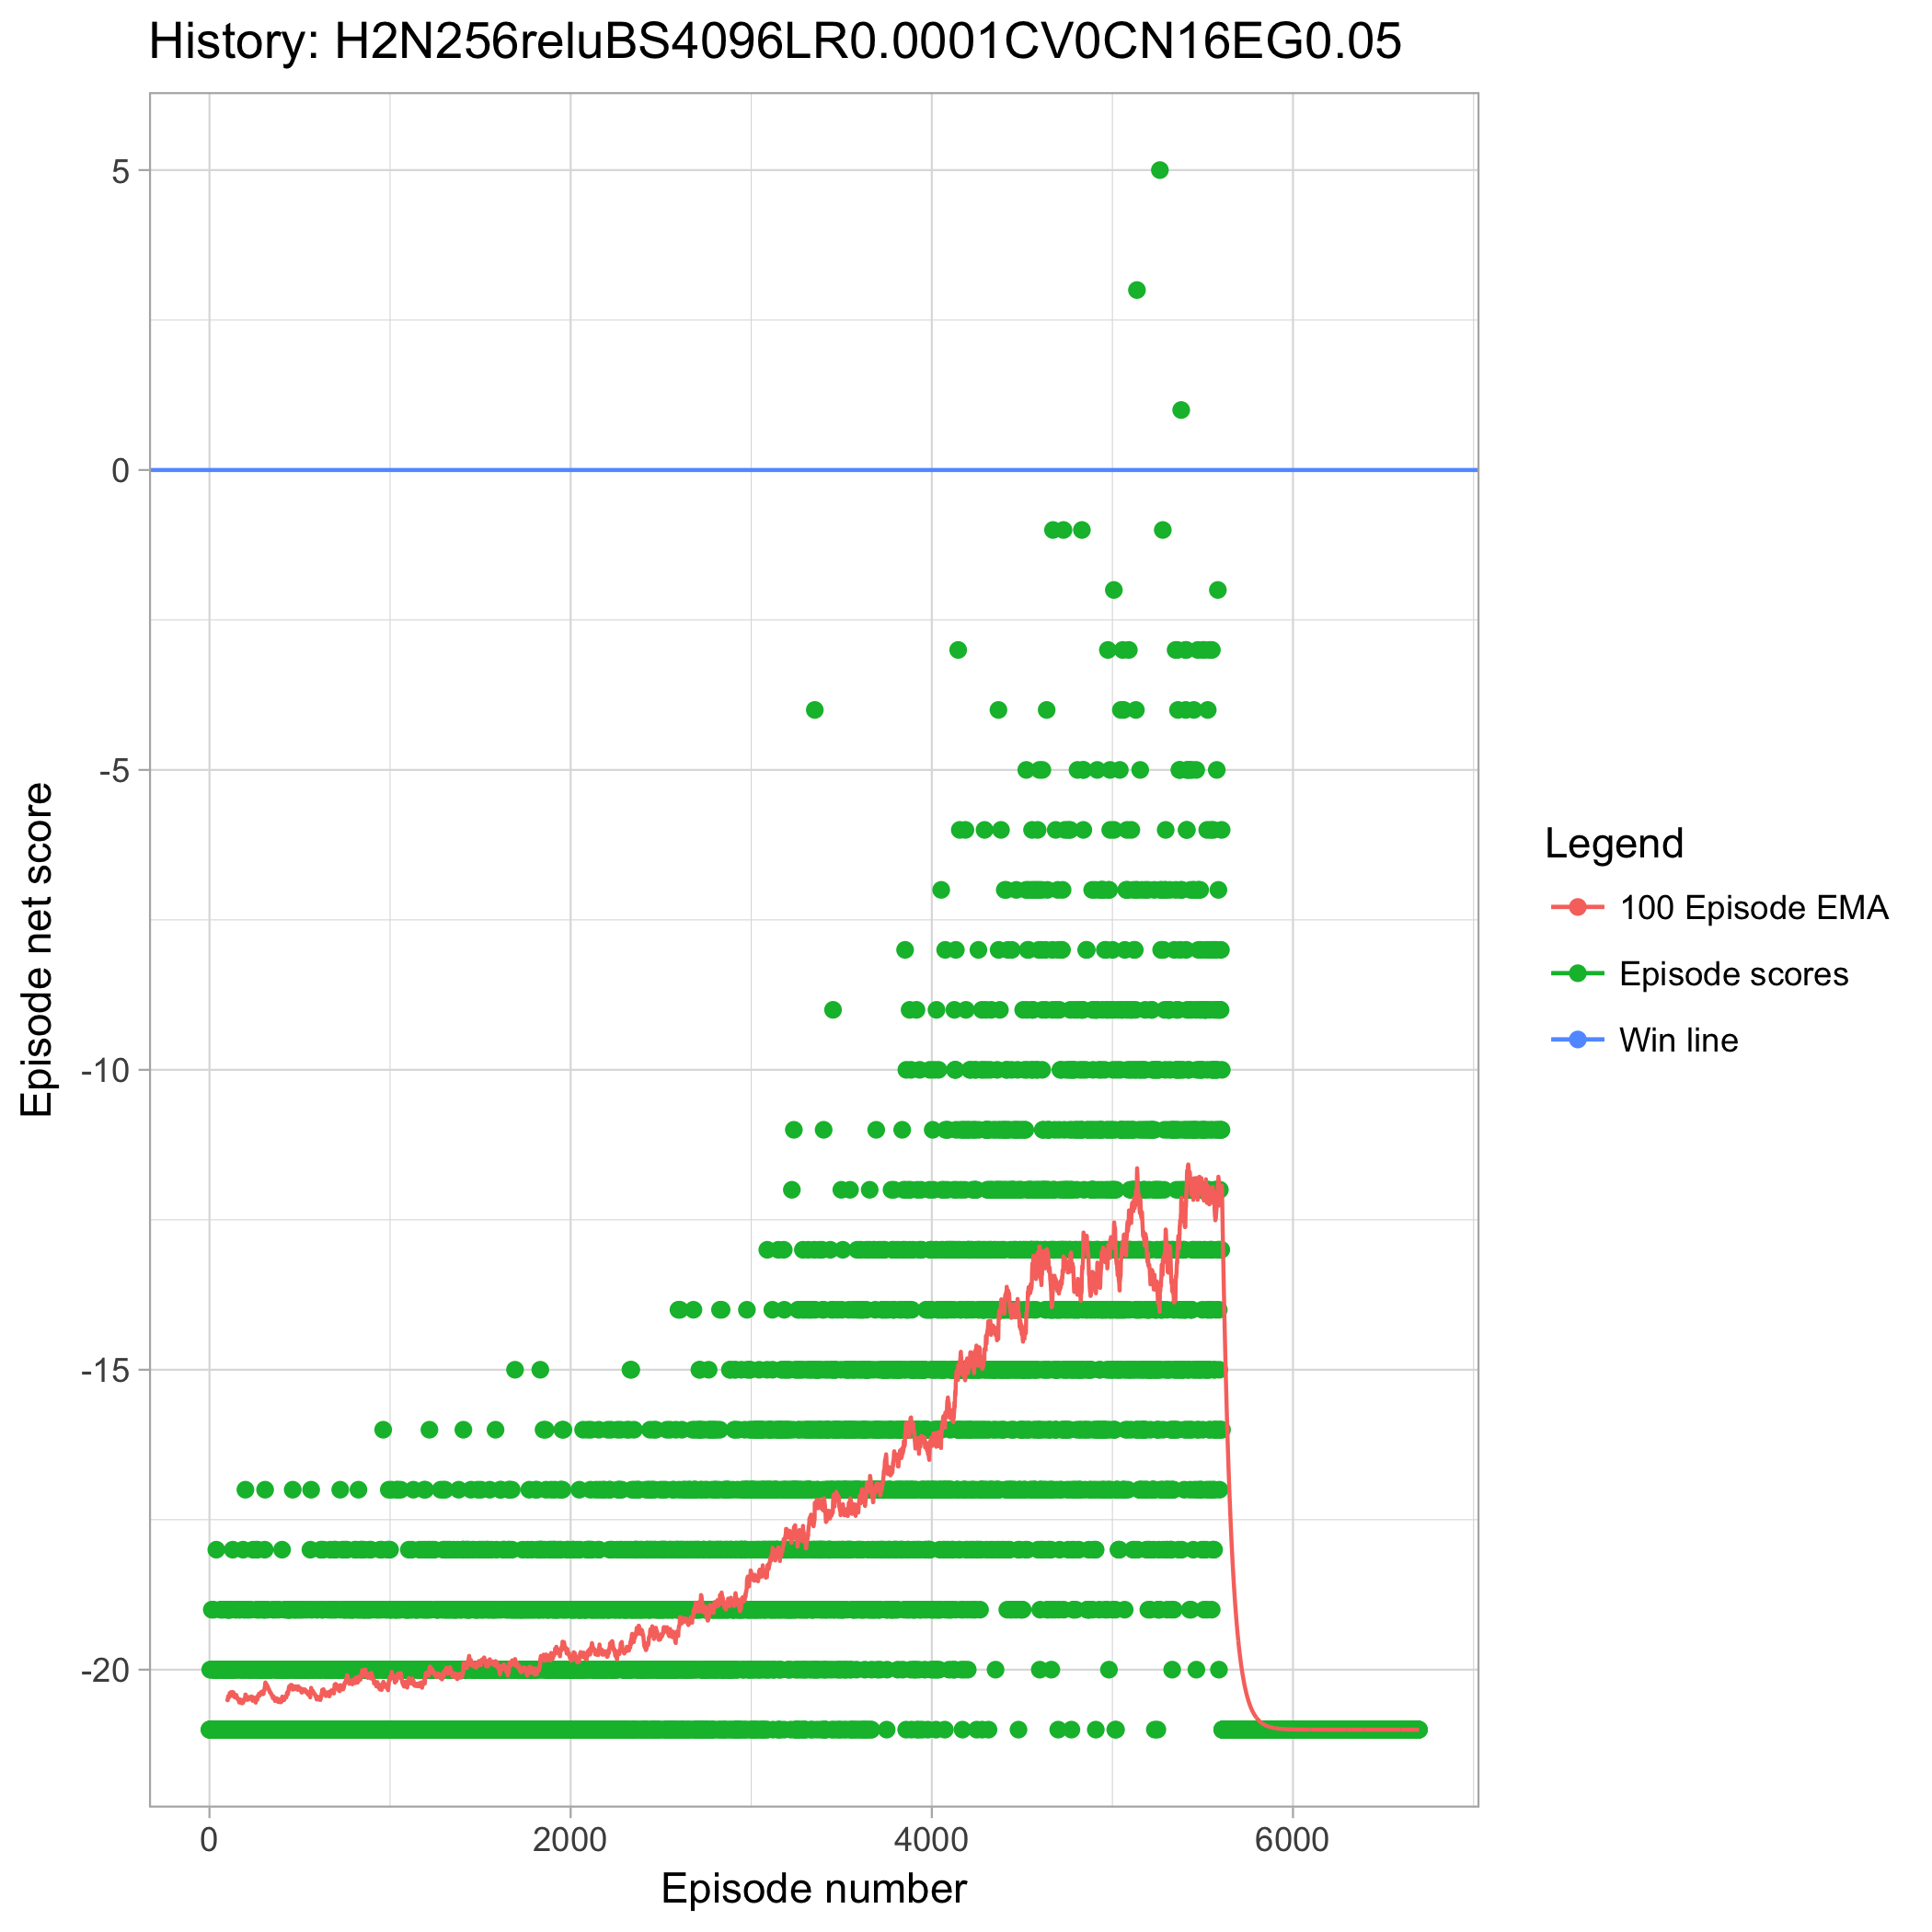 History: H2N256reluBS4096LR0.0001CV0CN16EG0.05
5
0
-5
-10
-15
-20
Episode net score
0 2000 4000 6000
Episode number
Legend
100 Episode EMA
Episode scores
Win line